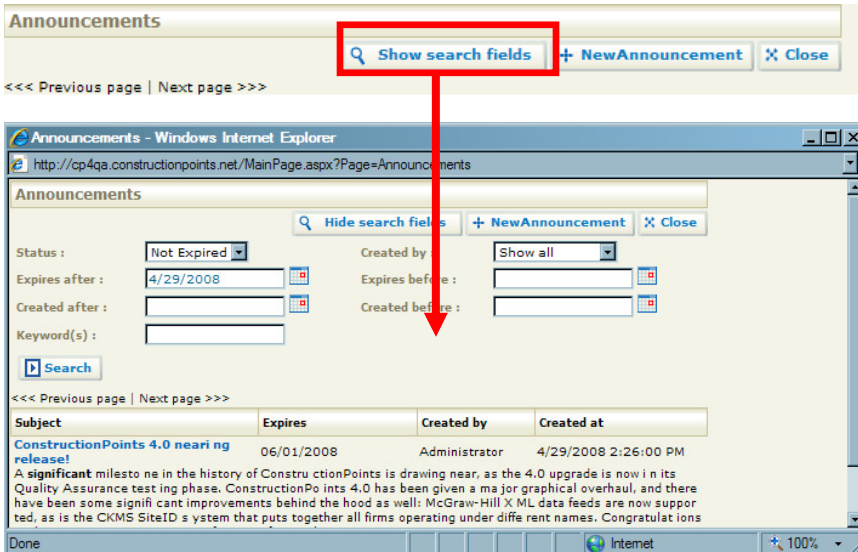 Announcements
Show search fields + NewAnnouncement X Close
<<< Previous page | Next page >>>
Announcements - Windows Internet Explorer
http://cp4qa.constructionpoints.net/MainPage.aspx?Page=Announcements
Announcements
Hide search fields + NewAnnouncement X Close
Status : Not Expired Created by : Show all
Expires after : 4/29/2008 Expires before :
Created after : Created before :
Keyword(s) :
Search
<<< Previous page | Next page >>>
Subject Expires Created by Created at
ConstructionPoints 4.0 neari ng
release! 06/01/2008 Administrator 4/29/2008 2:26:00 PM
A significant milesto ne in the history of Constru ctionPoints is drawing near, as the 4.0 upgrade is now i n its
Quality Assurance test ing phase. ConstructionPo ints 4.0 has been given a ma jor graphical overhaul, and there
have been some signifi cant improvements behind the hood as well: McGraw-Hill X ML data feeds are now suppor
ted, as is the CKMS SiteID s ystem that puts together all firms operating under diffe rent names. Congratulat ions
Done Internet 100%